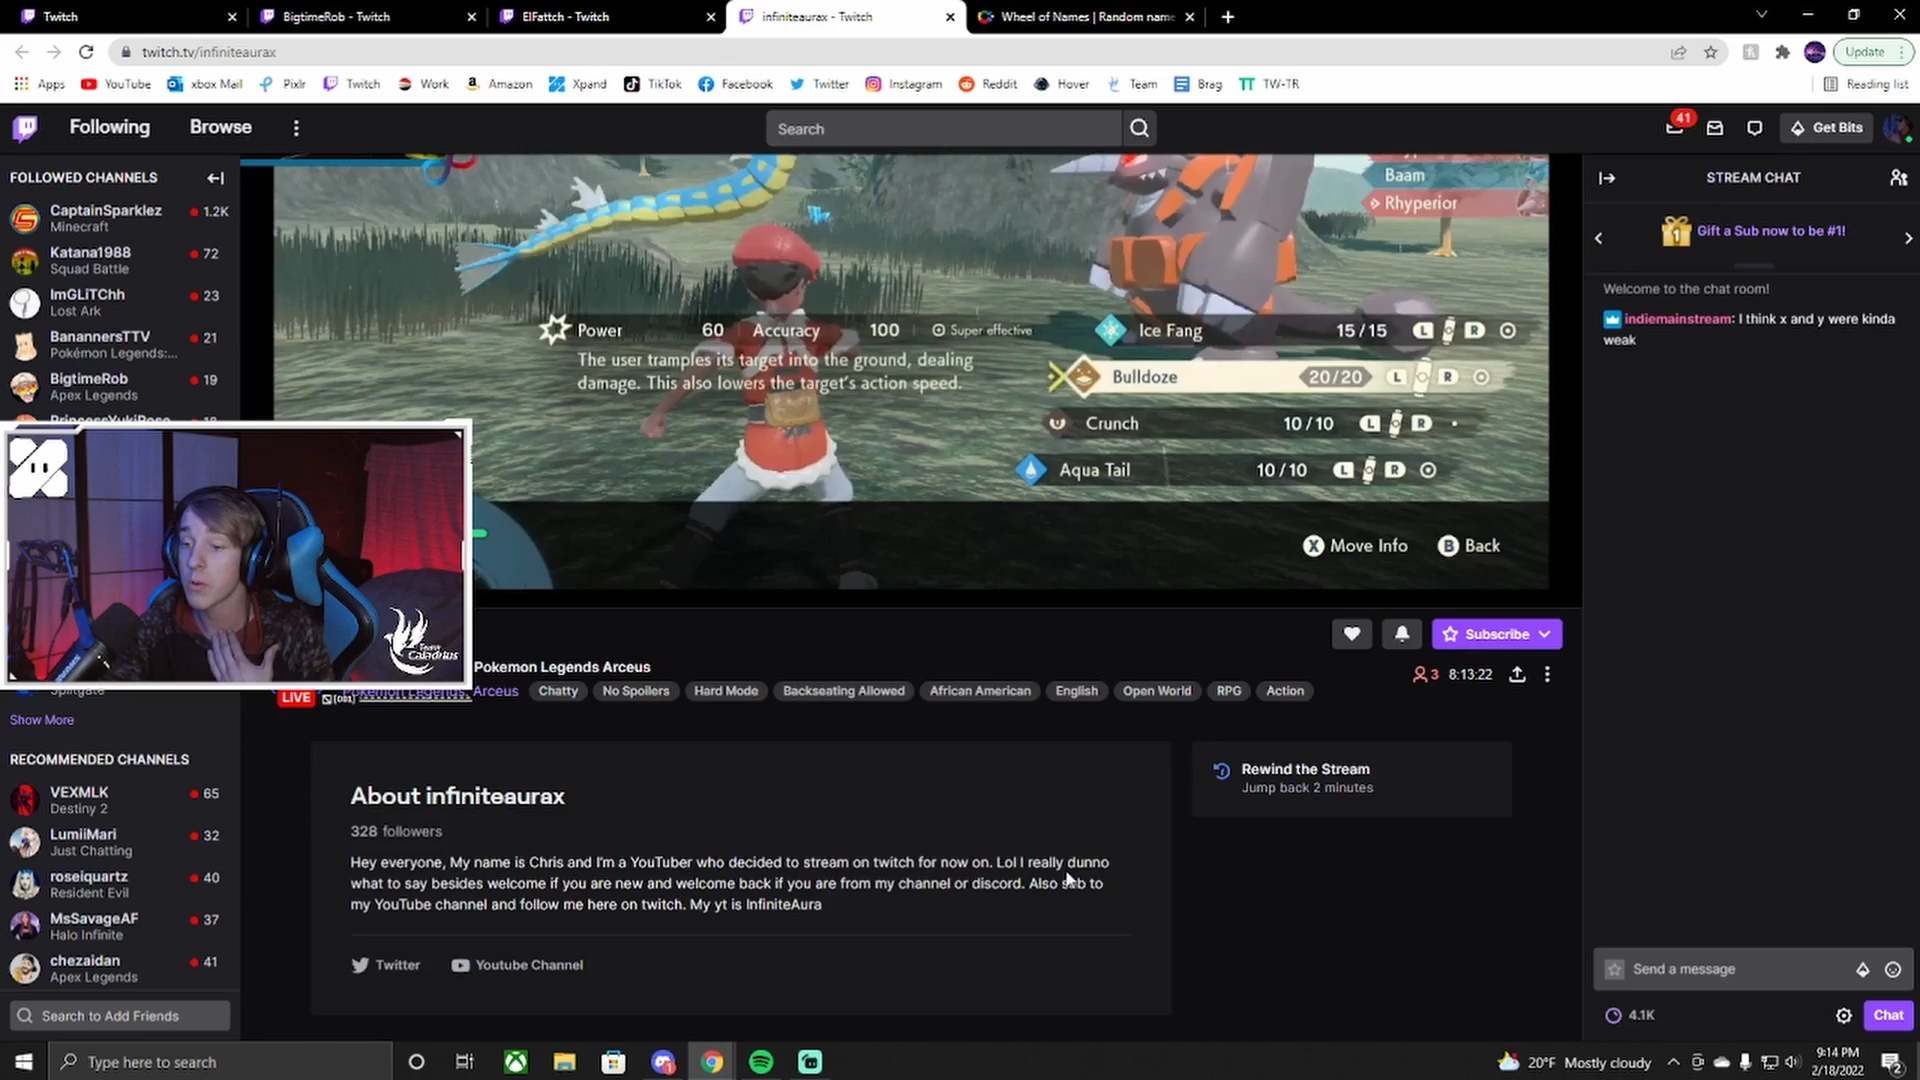 Twitch
BigtimeRob - Twitch
ElFattch - Twitch
infiniteaurax - Twitch
Wheel of Names | Random name
twitch.tv/infiniteaurax
Update
Apps
YouTube
xbox Mail
Pixlr
Twitch
Work
Amazon
Xpand
TikTok
Facebook
Twitter
Instagram
Reddit
Hover
Team
Brag
TW-TR
Reading list
Following
Browse
Search
41
Get Bits
FOLLOWED CHANNELS
CaptainSparklez
1.2K
Minecraft
Katana1988
72
Squad Battle
ImGLiTChh
23
Lost Ark
BanannersTTV
21
Pokémon Legends:...
BigtimeRob
19
Apex Legends
Show More
RECOMMENDED CHANNELS
VEXMLK
65
Destiny 2
LumiiMari
32
Just Chatting
roseiquartz
40
Resident Evil
MsSavageAF
37
Halo Infinite
chezaidan
41
Apex Legends
Search to Add Friends
Baam
Rhyperior
Power 60 Accuracy 100 Super effective
The user tramples its target into the ground, dealing
damage. This also lowers the target's action speed.
Ice Fang 15/15 L R
Bulldoze 20/20 L R
Crunch 10/10 L R
Aqua Tail 10/10 L R
X Move Info B Back
Team
Caladrius
Subscribe
Pokemon Legends Arceus
3 8:13:22
LIVE
Pokémon Legends: Arceus
Chatty
No Spoilers
Hard Mode
Backseating Allowed
African American
English
Open World
RPG
Action
About infiniteaurax
328 followers
Hey everyone, My name is Chris and I'm a YouTuber who decided to stream on twitch for now on. Lol I really dunno
what to say besides welcome if you are new and welcome back if you are from my channel or discord. Also sub to
my YouTube channel and follow me here on twitch. My yt is InfiniteAura
Twitter
Youtube Channel
Rewind the Stream
Jump back 2 minutes
STREAM CHAT
1
Gift a Sub now to be #1!
Welcome to the chat room!
indiemainstream: I think x and y were kinda
weak
Send a message
4.1K
Chat
Type here to search
20°F Mostly cloudy
9:14 PM
2/18/2022
2